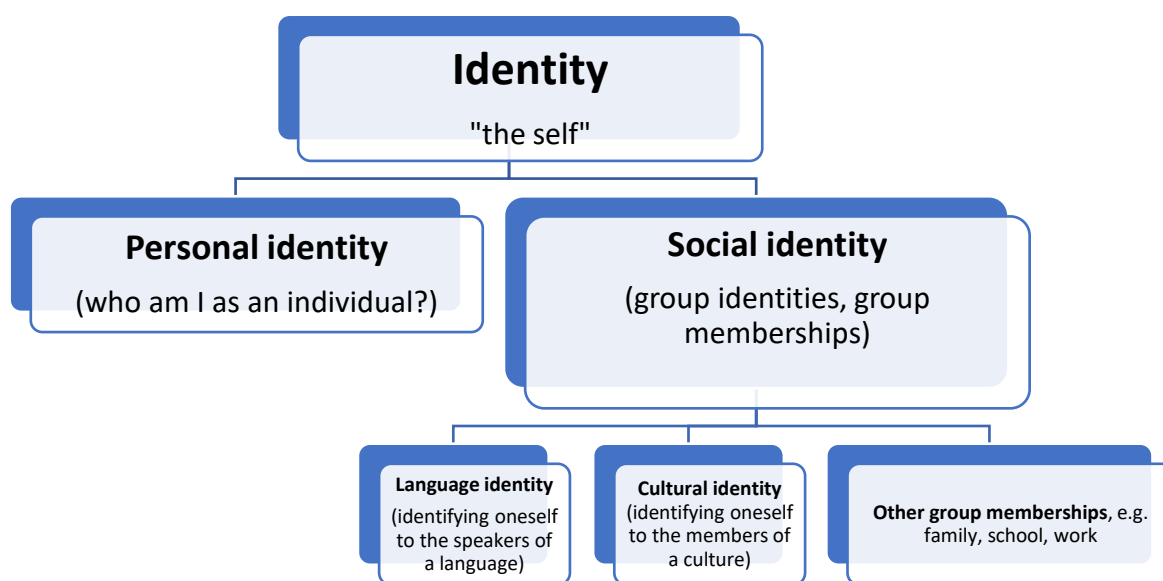 Identity
"the self"
Personal identity
(who am I as an individual?)
Social identity
(group identities, group
memberships)
Language identity
(identifying oneself
to the speakers of
a language)
Cultural identity
(identifying oneself
to the members of
a culture)
Other group memberships, e.g.
family, school, work